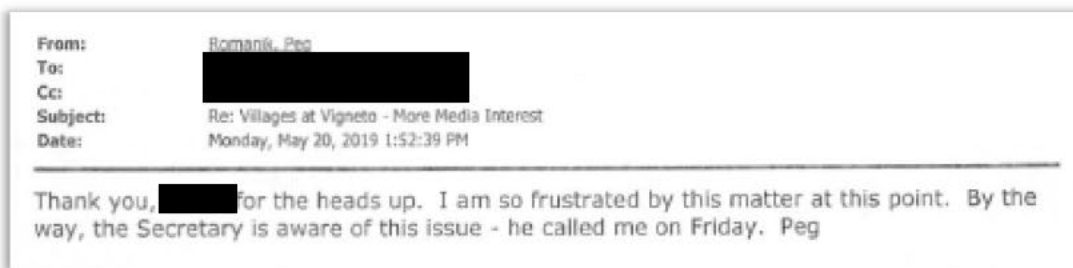 From: Romanik, Peg
To:
Cc:
Subject: Re: Villages at Vigneto - More Media Interest
Date: Monday, May 20, 2019 1:52:39 PM
Thank you, for the heads up. I am so frustrated by this matter at this point. By the
way, the Secretary is aware of this issue - he called me on Friday. Peg